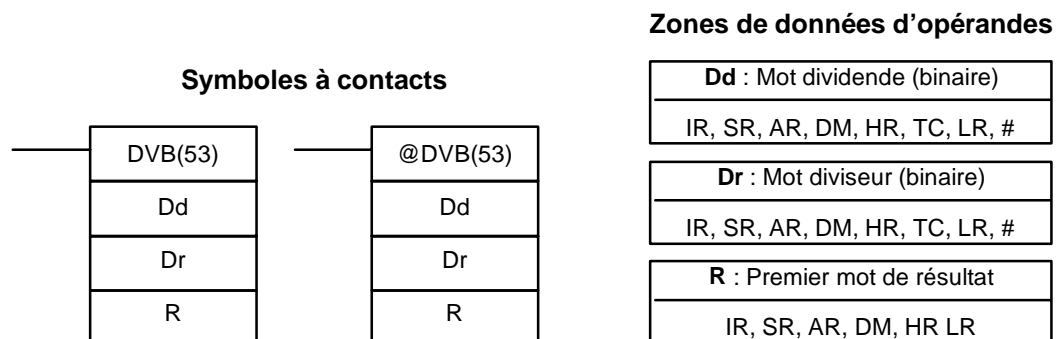 Zones de données d’opérandes
Symboles à contacts
DVB(53)
Dd
Dr
R
@DVB(53)
Dd
Dr
R
Dd : Mot dividende (binaire)
IR, SR, AR, DM, HR, TC, LR, #
Dr : Mot diviseur (binaire)
IR, SR, AR, DM, HR, TC, LR, #
R : Premier mot de résultat
IR, SR, AR, DM, HR LR